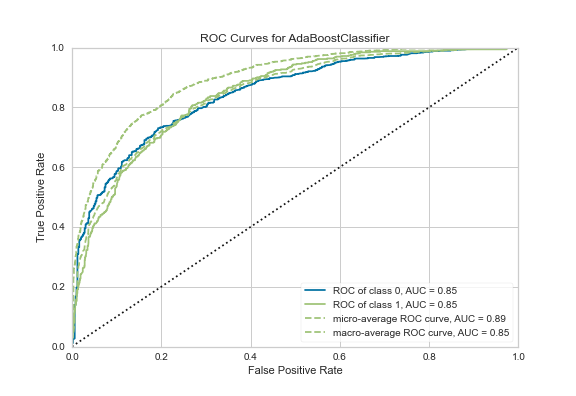 ROC Curves for AdaBoostClassifier
1.0
0.8
0.6
0.4
0.2
0.0
True Positive Rate
ROC of class 0, AUC = 0.85
ROC of class 1, AUC = 0.85
micro-average ROC curve, AUC = 0.89
macro-average ROC curve, AUC = 0.85
0.0 0.2 0.4 0.6 0.8 1.0
False Positive Rate